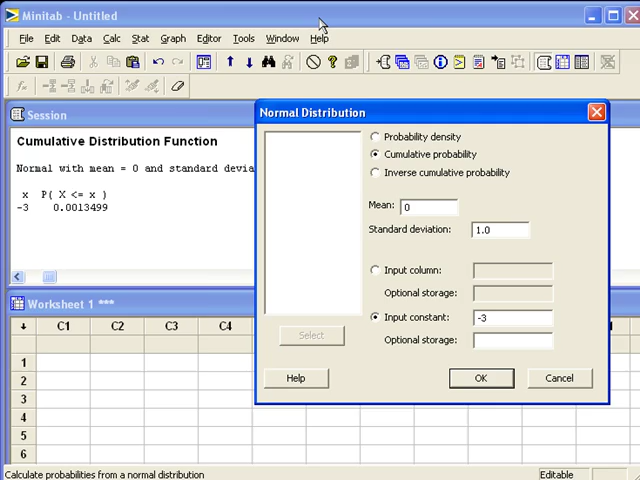 Minitab - Untitled
File Edit Data Calc Stat Graph Editor Tools Window Help
Session
Cumulative Distribution Function
Normal with mean = 0 and standard devia
x P( X <= x )
-3 0.0013499
Normal Distribution
Probability density
Cumulative probability
Inverse cumulative probability
Mean: 0
Standard deviation: 1.0
Input column:
Optional storage:
Input constant: -3
Optional storage:
Select
Help OK Cancel
Worksheet 1 ***
C1 C2 C3 C4
1
2
3
4
5
6
Calculate probabilities from a normal distribution Editable